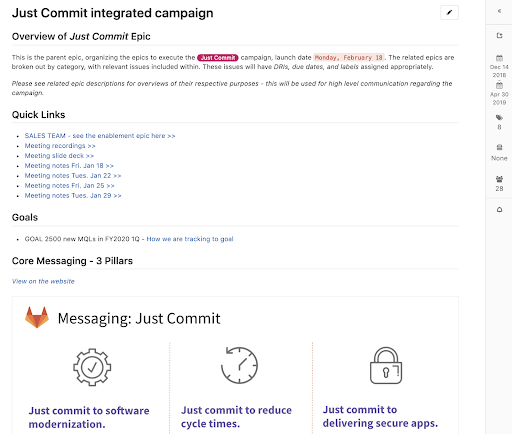 Just Commit integrated campaign
Overview of Just Commit Epic
This is the parent epic, organizing the epics to execute the Just Commit campaign, launch date Monday, February 18. The related epics are
broken out by category, with relevant issues included within. These issues will have DRIs, due dates, and labels assigned appropriately.
Please see related epic descriptions for overviews of their respective purposes - this will be used for high level communication regarding the
campaign.
Quick Links
SALES TEAM - see the enablement epic here >>
Meeting recordings >>
Meeting slide deck >>
Meeting notes Fri. Jan 18 >>
Meeting notes Tues. Jan 22 >>
Meeting notes Fri. Jan 25 >>
Meeting notes Tues. Jan 29 >>
Goals
GOAL 2500 new MQLs in FY2020 1Q - How we are tracking to goal
Core Messaging - 3 Pillars
View on the website
Messaging: Just Commit
Just commit to software
modernization.
Just commit to reduce
cycle times.
Just commit to
delivering secure apps.
«
Dec 14
2018
Apr 30
2019
8
None
28